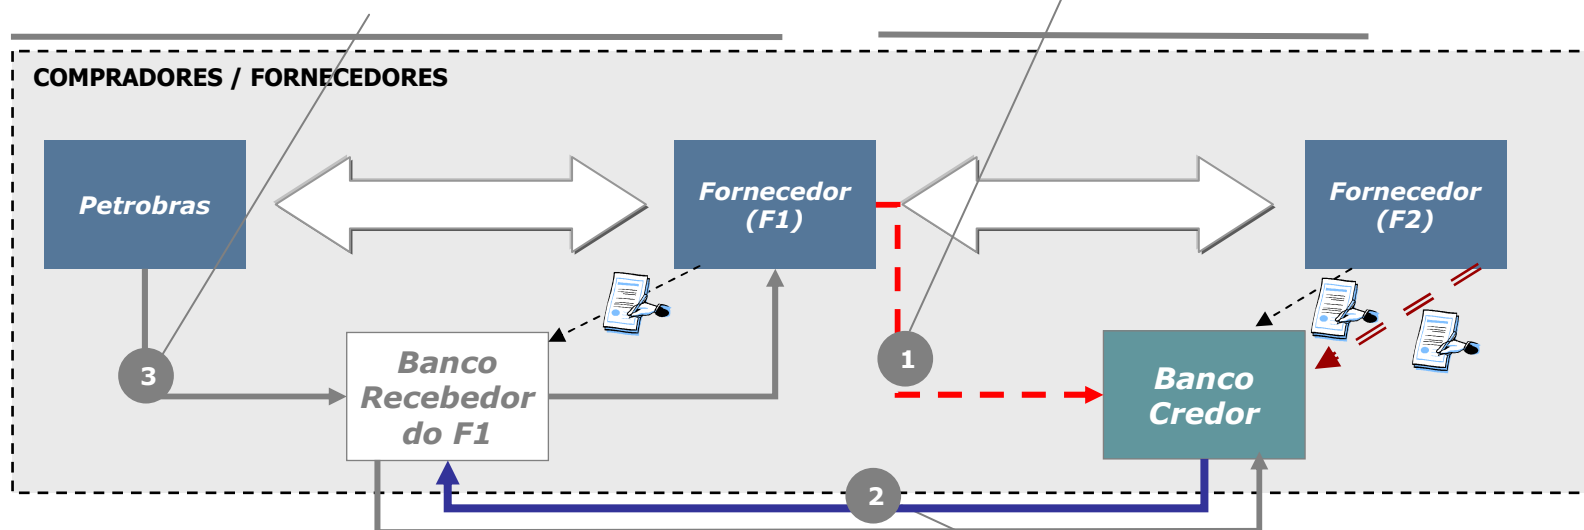 COMPRADORES / FORNECEDORES
Petrobras
Fornecedor
(F1)
Fornecedor
(F2)
3
Banco
Recebedor
do F1
1
Banco
Credor
2